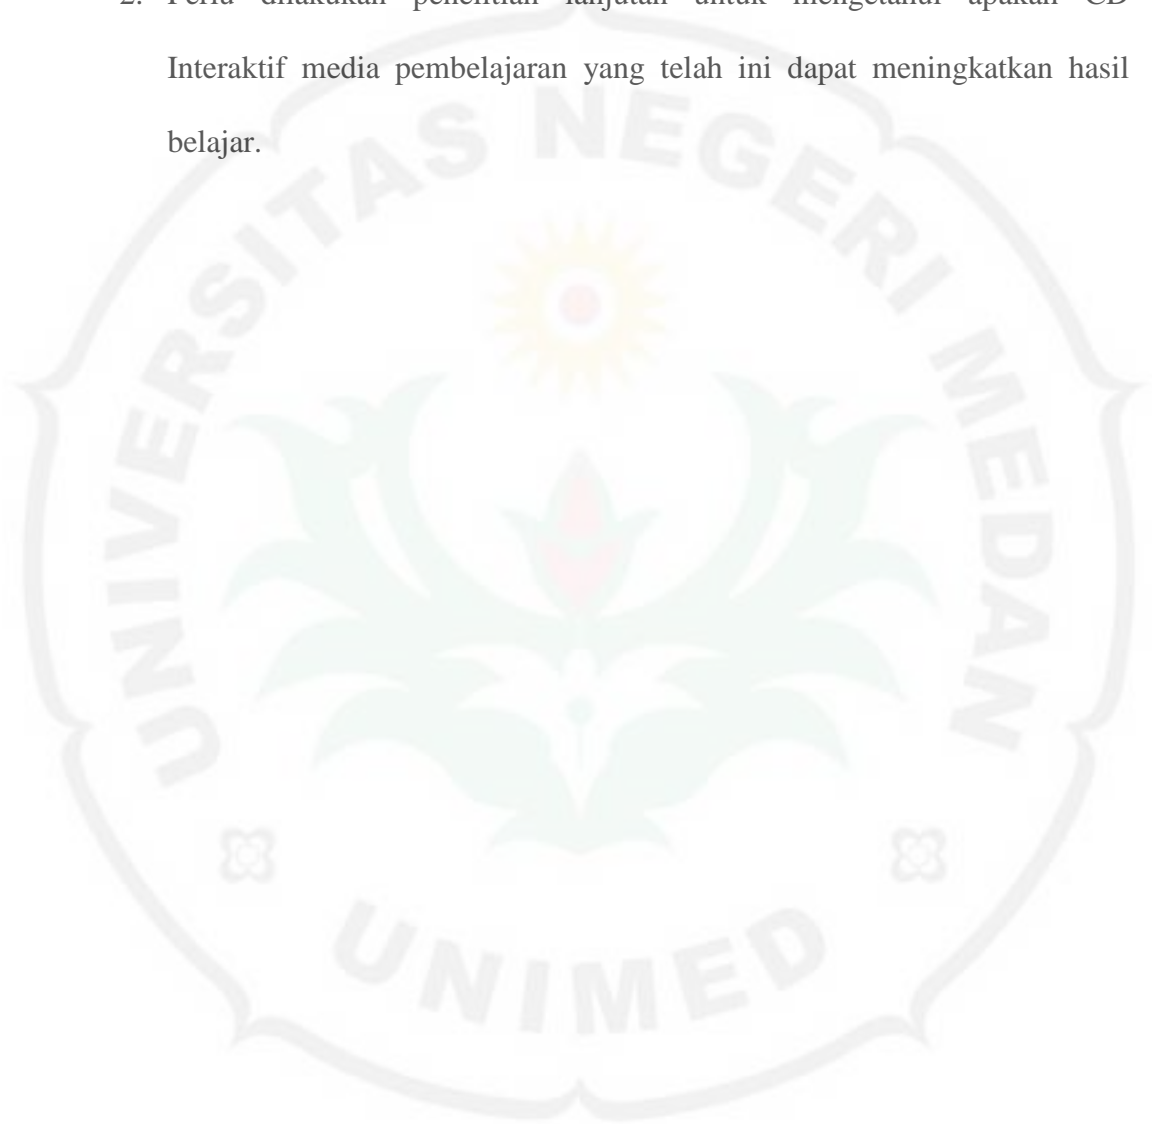 2. Perlu dilakukan penelitian lanjutan untuk mengetahui apakah CD
Interaktif media pembelajaran yang telah ini dapat meningkatkan hasil
belajar.
UNIVERSITAS NEGERI MEDAN
UNIMED